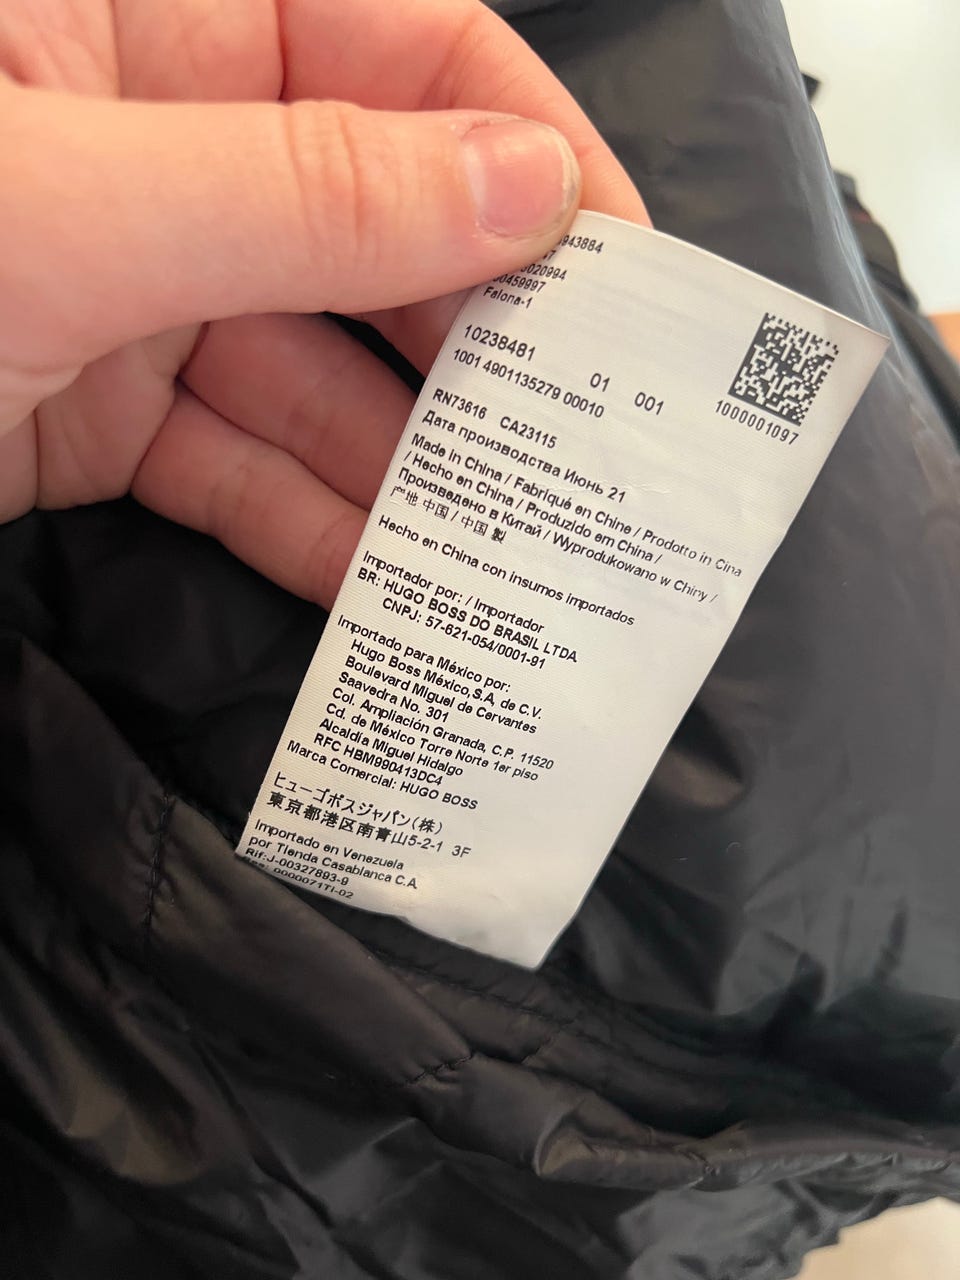 943884
020994
0459997
Falona-1
10238481 01 001
1001 4901135279 00010
1000001097
RN73616 CA23115
Дата производства Июнь 21
Made in China / Fabriqué en Chine / Prodotto in Cina
/ Hecho en China / Produzido em China /
Произведено в Китай / Wyprodukowano w Chiny /
产地 中国 / 中国 製
Hecho en China con insumos importados
Importador por: / Importador
BR: HUGO BOSS DO BRASIL LTDA
CNPJ: 57-621-054/0001-91
Importado para México por:
Hugo Boss México,S.A, de C.V.
Boulevard Miguel de Cervantes
Saavedra No. 301
Col. Ampliación Granada, C.P. 11520
Cd. de México Torre Norte 1er piso
Alcaldía Miguel Hidalgo
RFC HBM990413DC4
Marca Comercial: HUGO BOSS
ヒューゴボスジャパン(株)
東京都港区南青山5-2-1 3F
Importado en Venezuela
por Tienda Casablanca C.A
Rif:J-00327893-9
0000071TI-02